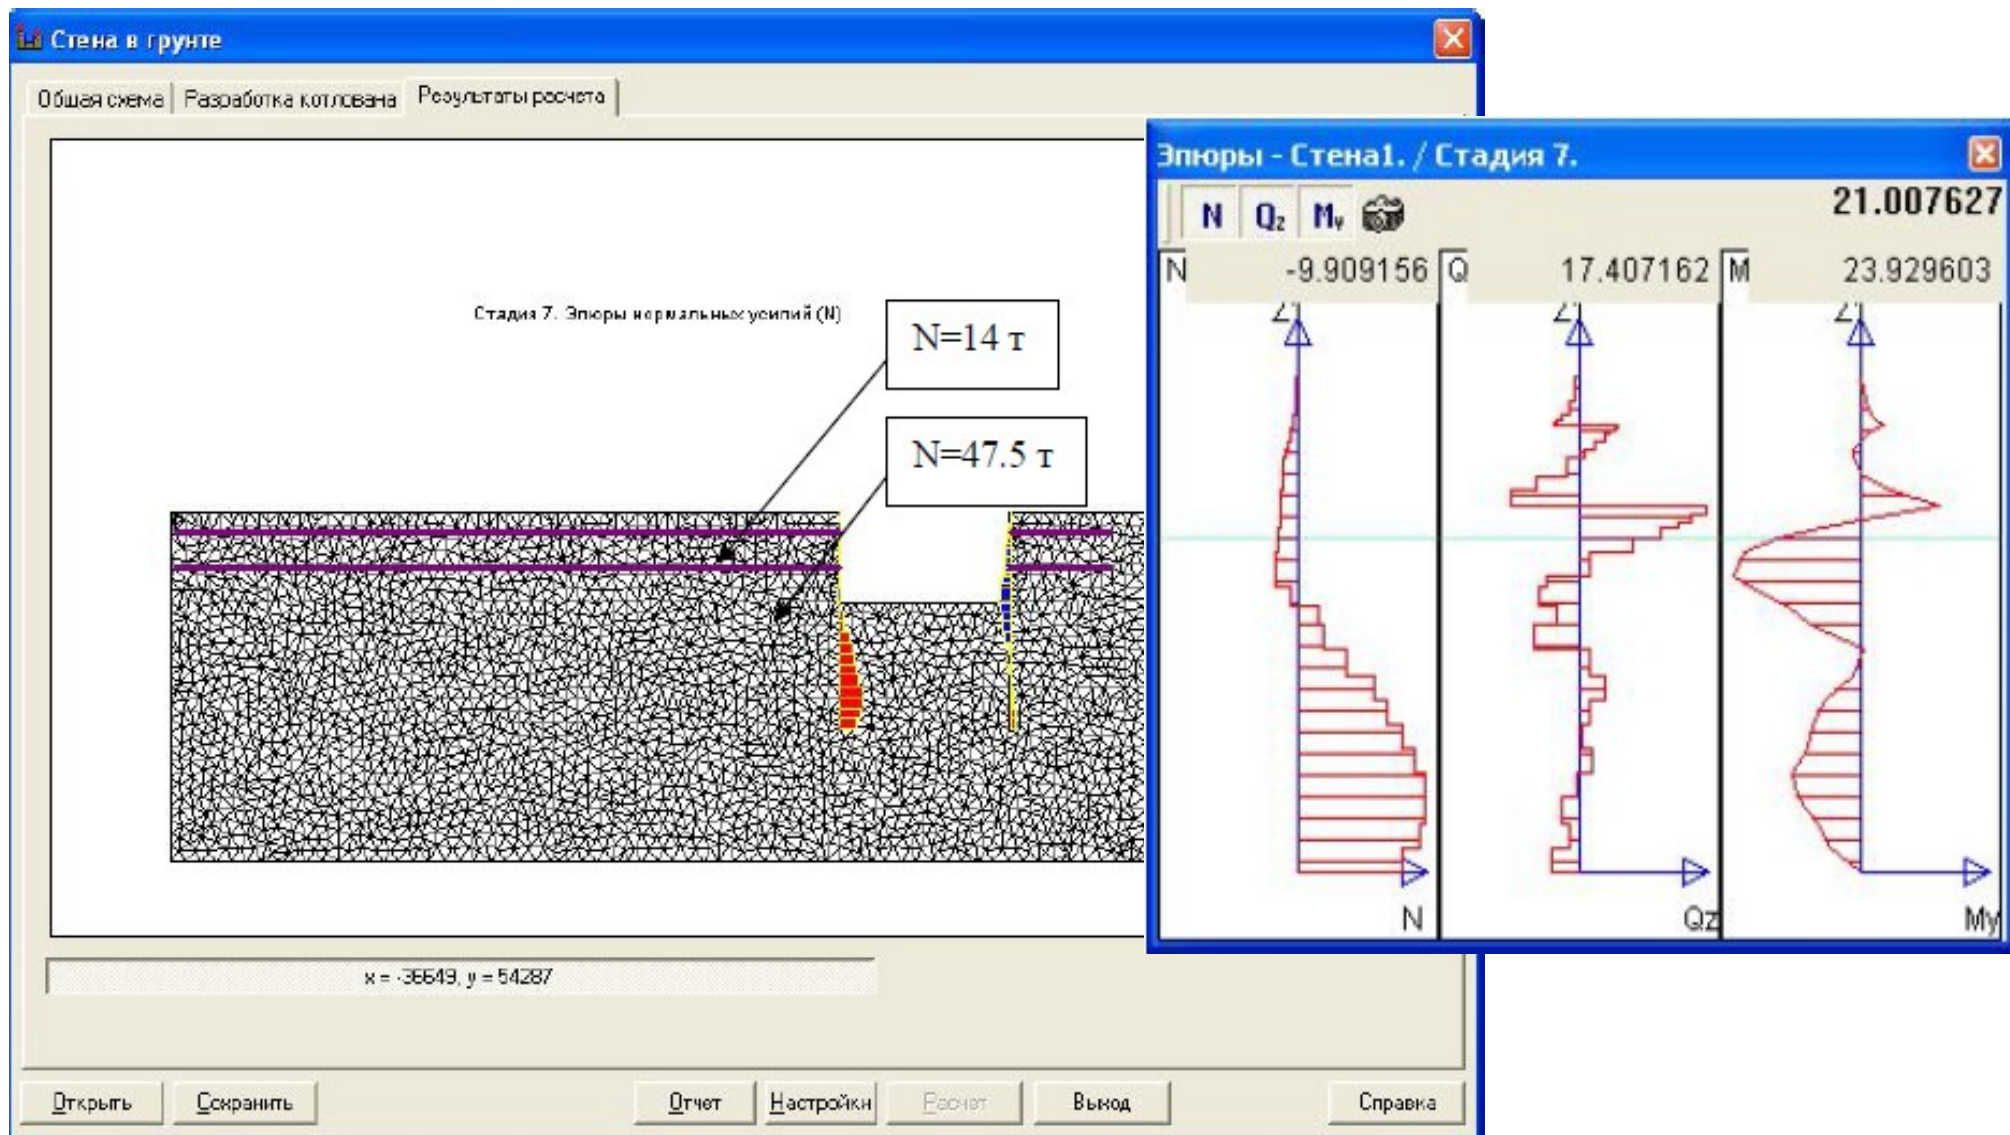 Стена в грунте
Общая схема
Разработка котлована
Результаты расчета
Стадия 7. Эпюры нормальных усилий (N)
N=14 т
N=47.5 т
x = -36649, y = 54287
Открыть
Сохранить
Отчет
Настройки
Расчет
Выход
Справка
Эпюры - Стена1. / Стадия 7.
N Qz My
21.007627
N -9.909156
Q 17.407162
M 23.929603
Z Z Z
N Qz My